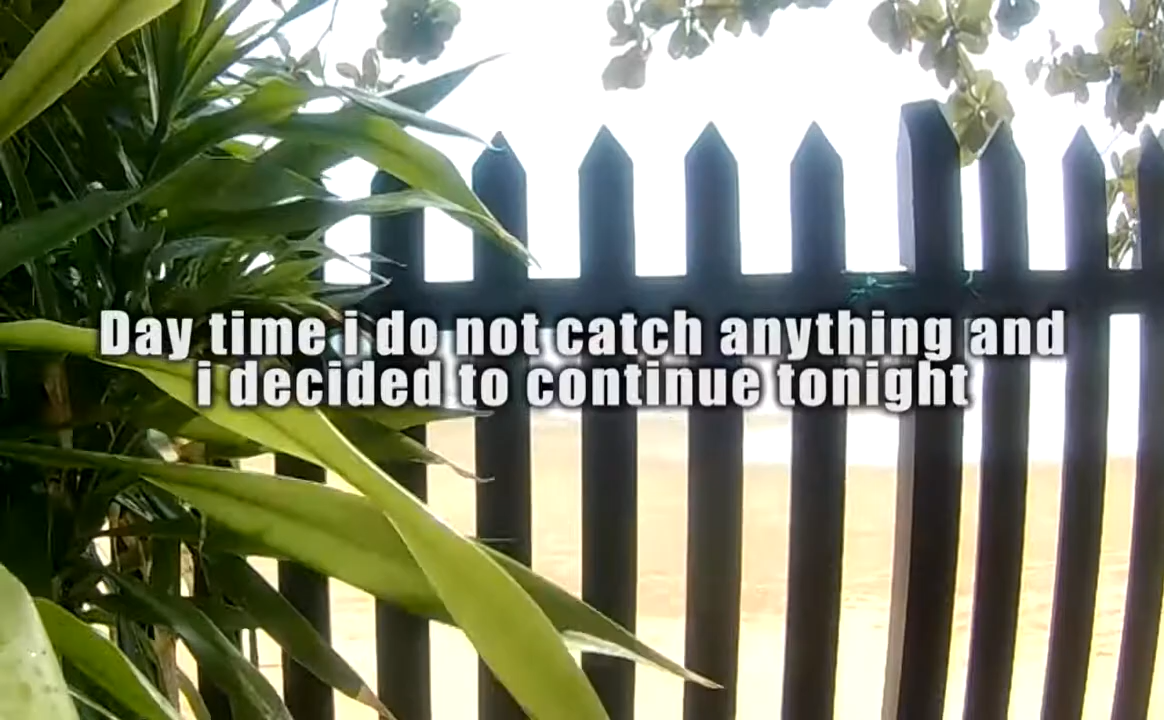 Day time i do not catch anything and
i decided to continue tonight